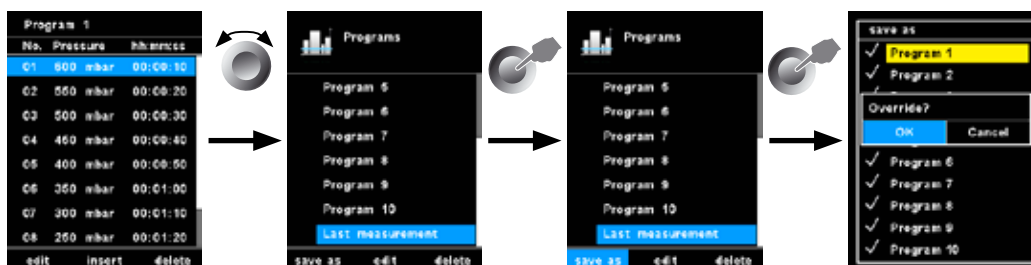 Program 1
No. Pressure hh:mm:ss
01 600 mbar 00:00:10
02 550 mbar 00:00:20
03 500 mbar 00:00:30
04 450 mbar 00:00:40
05 400 mbar 00:00:50
06 350 mbar 00:01:00
07 300 mbar 00:01:10
08 250 mbar 00:01:20
edit insert delete
Programs
Program 5
Program 6
Program 7
Program 8
Program 9
Program 10
Last measurement
save as edit delete
Programs
Program 5
Program 6
Program 7
Program 8
Program 9
Program 10
Last measurement
save as edit delete
save as
Program 1
Program 2
Override?
OK Cancel
Program 6
Program 7
Program 8
Program 9
Program 10